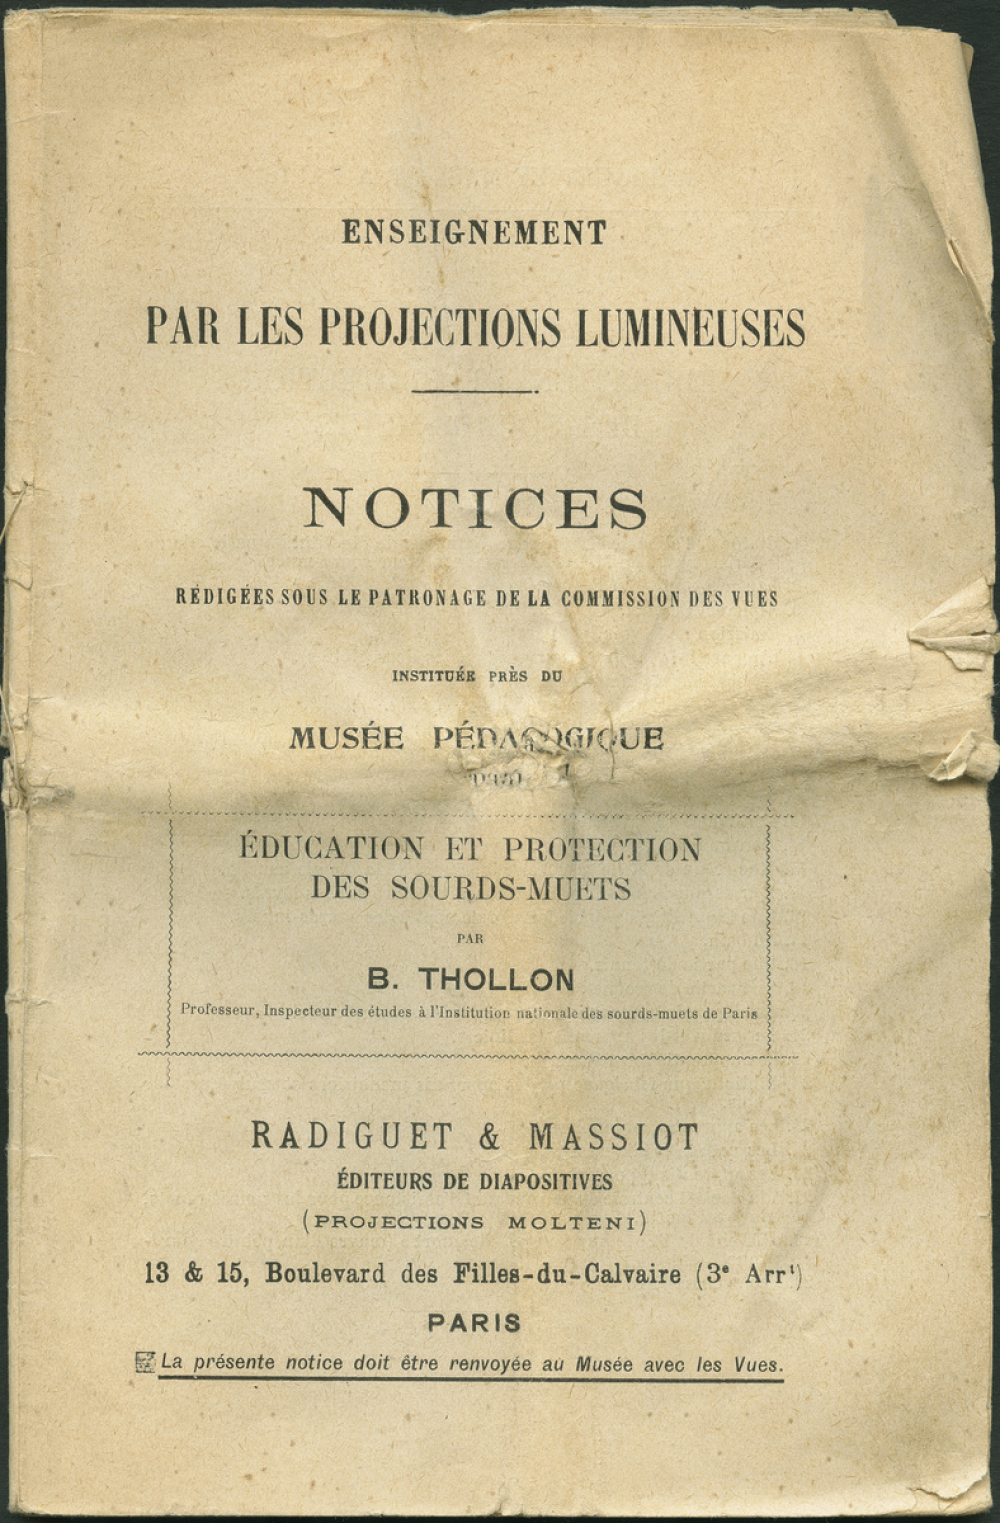 ENSEIGNEMENT
PAR LES PROJECTIONS LUMINEUSES
NOTICES
RÉDIGÉES SOUS LE PATRONAGE DE LA COMMISSION DES VUES
INSTITUÉE PRÈS DU
MUSÉE PÉDAGOGIQUE
ÉDUCATION ET PROTECTION
DES SOURDS-MUETS
PAR
B. THOLLON
Professeur, Inspecteur des études à l'Institution nationale des sourds-muets de Paris
RADIGUET & MASSIOT
ÉDITEURS DE DIAPOSITIVES
(PROJECTIONS MOLTENI)
13 & 15, Boulevard des Filles-du-Calvaire (3e Arrt)
PARIS
La présente notice doit être renvoyée au Musée avec les Vues.